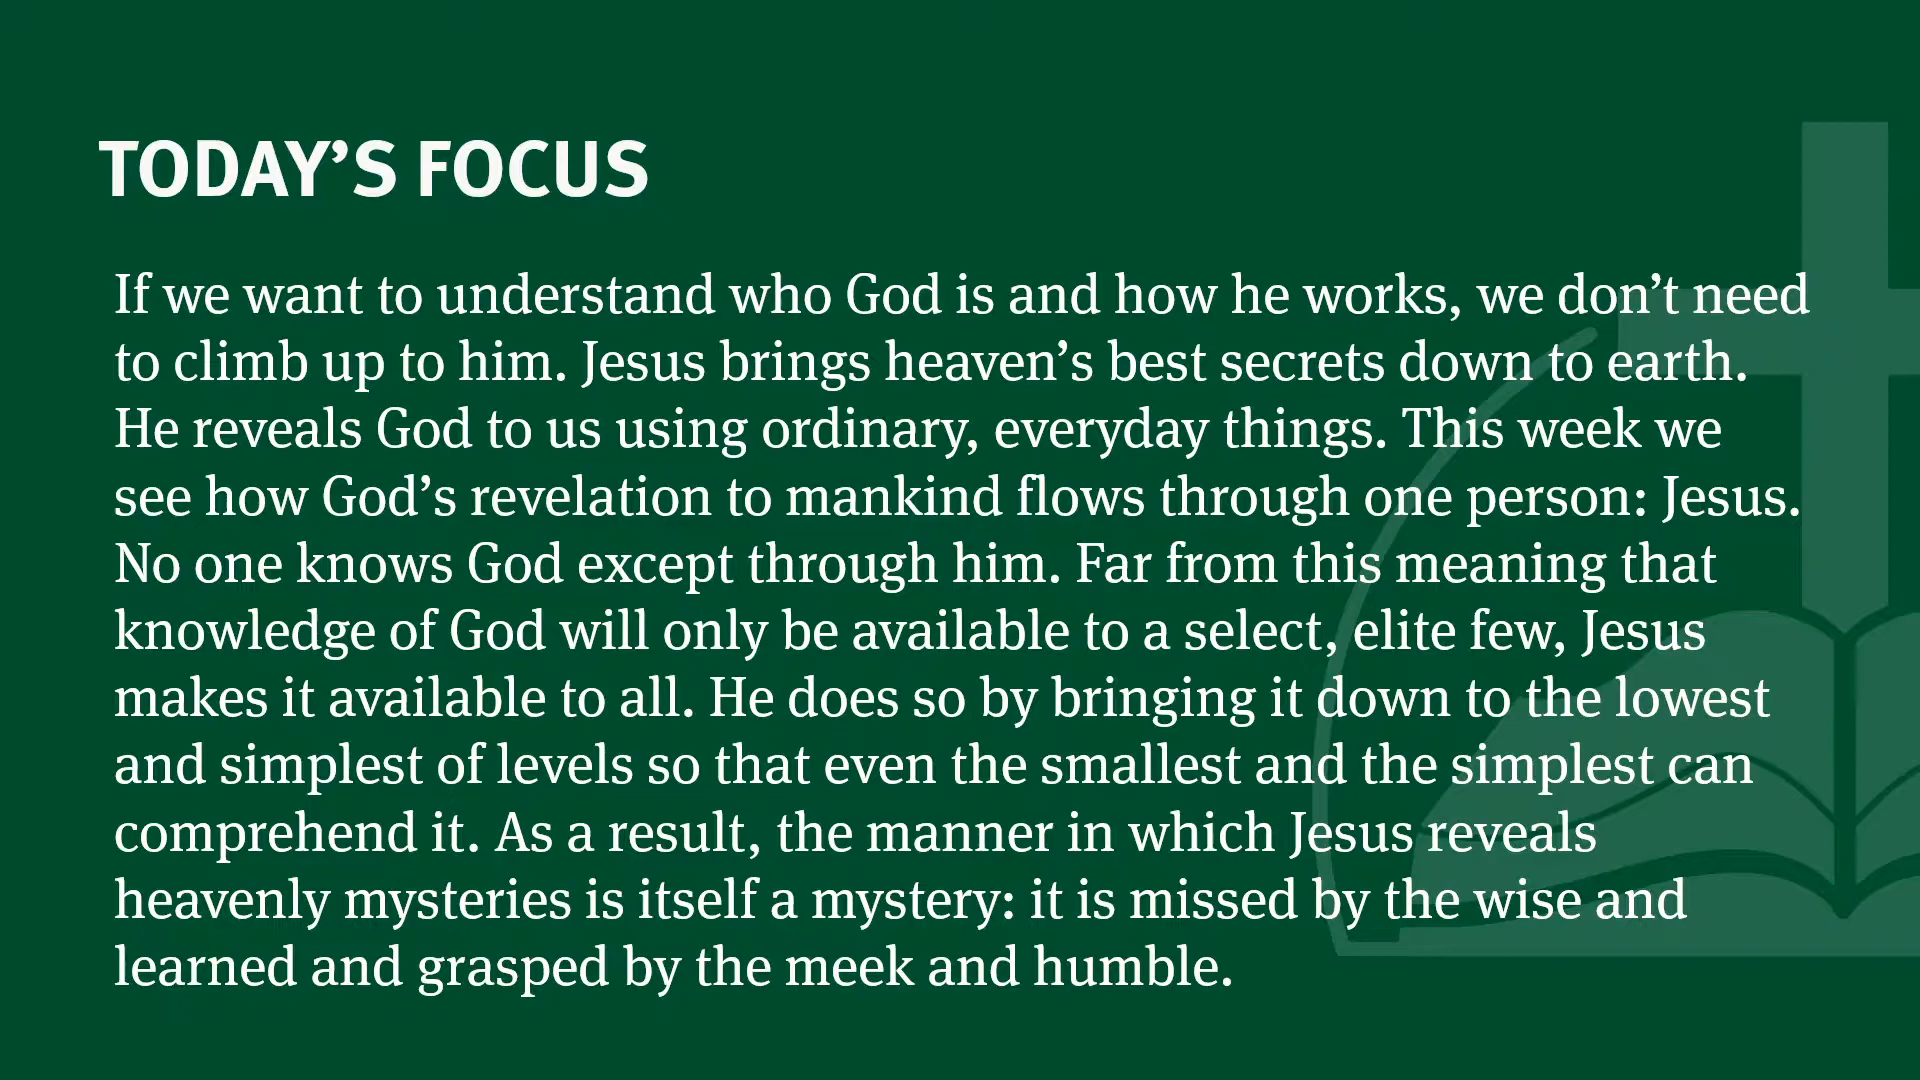 TODAY’S FOCUS
If we want to understand who God is and how he works, we don’t need
to climb up to him. Jesus brings heaven’s best secrets down to earth.
He reveals God to us using ordinary, everyday things. This week we
see how God’s revelation to mankind flows through one person: Jesus.
No one knows God except through him. Far from this meaning that
knowledge of God will only be available to a select, elite few, Jesus
makes it available to all. He does so by bringing it down to the lowest
and simplest of levels so that even the smallest and the simplest can
comprehend it. As a result, the manner in which Jesus reveals
heavenly mysteries is itself a mystery: it is missed by the wise and
learned and grasped by the meek and humble.